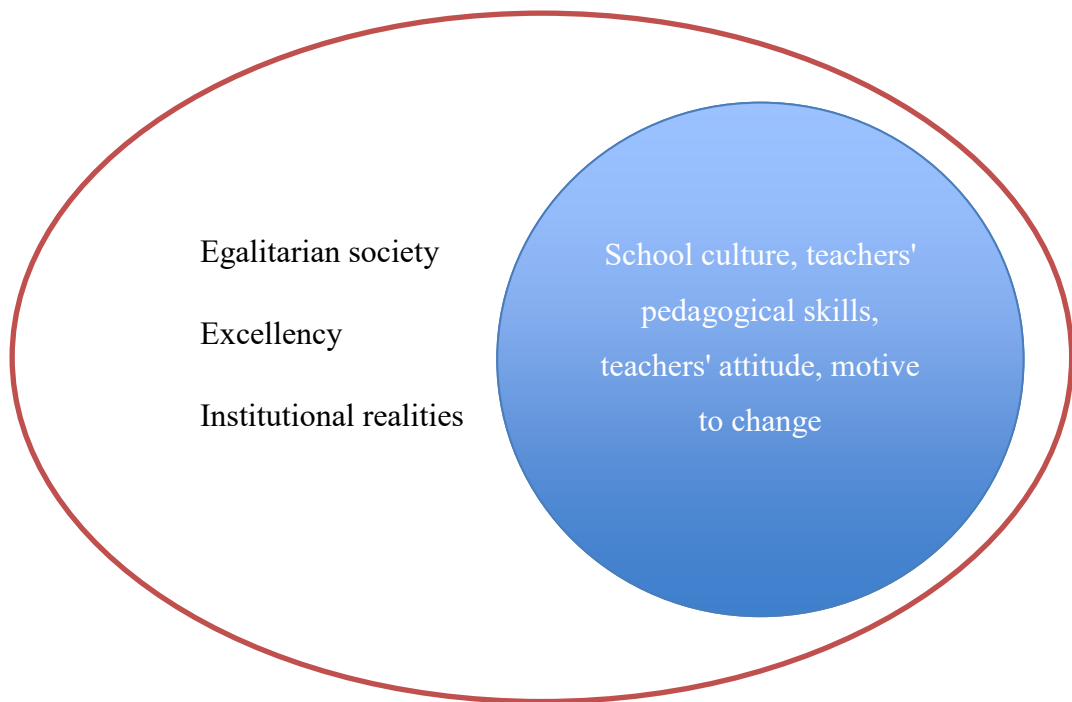 Egalitarian society
Excellency
Institutional realities
School culture, teachers'
pedagogical skills,
teachers' attitude, motive
to change